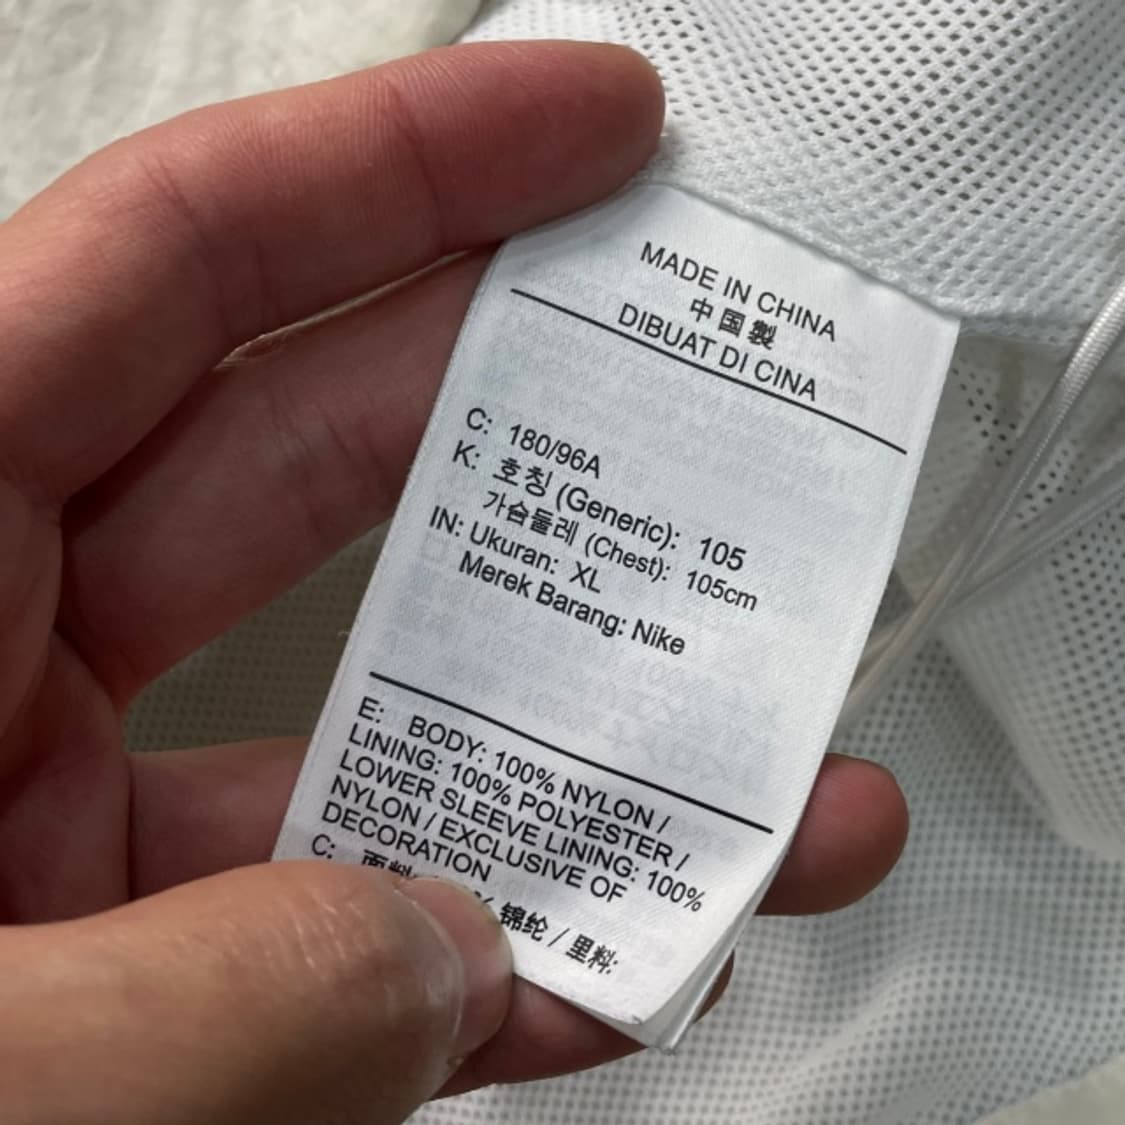 MADE IN CHINA
中国製
DIBUAT DI CINA
C: 180/96A
K: 호칭 (Generic): 105
가슴둘레 (Chest): 105cm
IN: Ukuran: XL
Merek Barang: Nike
E: BODY: 100% NYLON /
LINING: 100% POLYESTER /
LOWER SLEEVE LINING: 100%
NYLON / EXCLUSIVE OF
DECORATION
C: 面料: % 锦纶 / 里料: